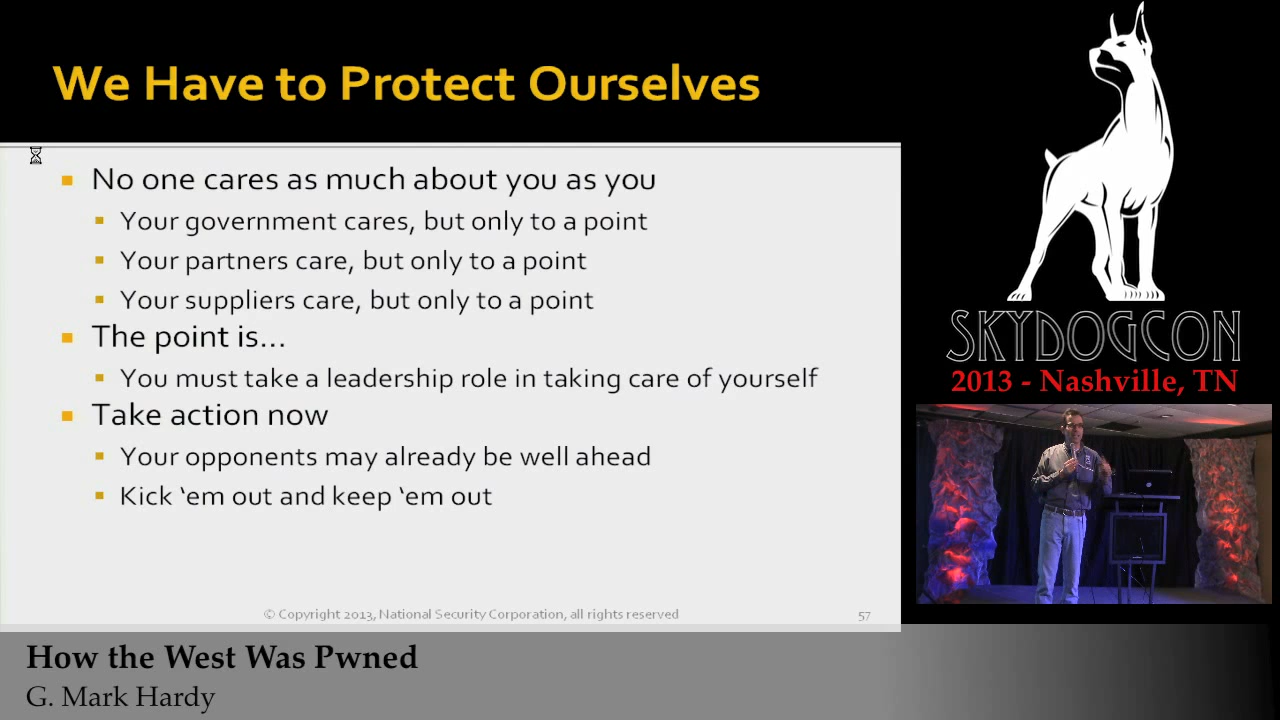 We Have to Protect Ourselves
No one cares as much about you as you
Your government cares, but only to a point
Your partners care, but only to a point
Your suppliers care, but only to a point
The point is...
You must take a leadership role in taking care of yourself
Take action now
Your opponents may already be well ahead
Kick ‘em out and keep ‘em out
© Copyright 2013, National Security Corporation, all rights reserved
57
SKYDOGCON
2013 - Nashville, TN
How the West Was Pwned
G. Mark Hardy